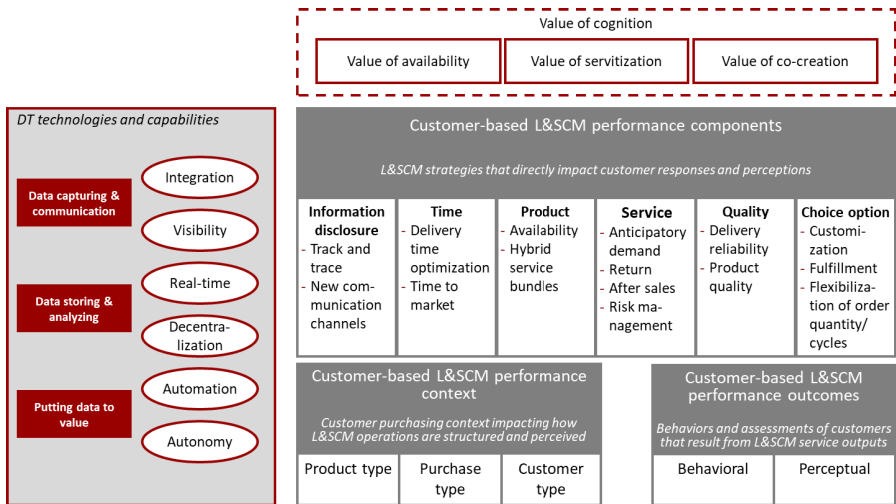 Value of cognition
Value of availability
Value of servitization
Value of co-creation
DT technologies and capabilities
Data capturing &
communication
Integration
Visibility
Data storing &
analyzing
Real-time
Decentra-
lization
Putting data to
value
Automation
Autonomy
Customer-based L&SCM performance components
L&SCM strategies that directly impact customer responses and perceptions
Information
disclosure
- Track and
trace
- New com-
munication
channels
Time
- Delivery
time
optimization
- Time to
market
Product
- Availability
- Hybrid
service
bundles
Service
- Anticipatory
demand
- Return
- After sales
- Risk ma-
nagement
Quality
- Delivery
reliability
- Product
quality
Choice option
- Customi-
zation
- Fulfillment
- Flexibiliza-
tion of order
quantity/
cycles
Customer-based L&SCM performance
context
Customer purchasing context impacting how
L&SCM operations are structured and perceived
Product type
Purchase
type
Customer
type
Customer-based L&SCM
performance outcomes
Behaviors and assessments of customers
that result from L&SCM service outputs
Behavioral
Perceptual